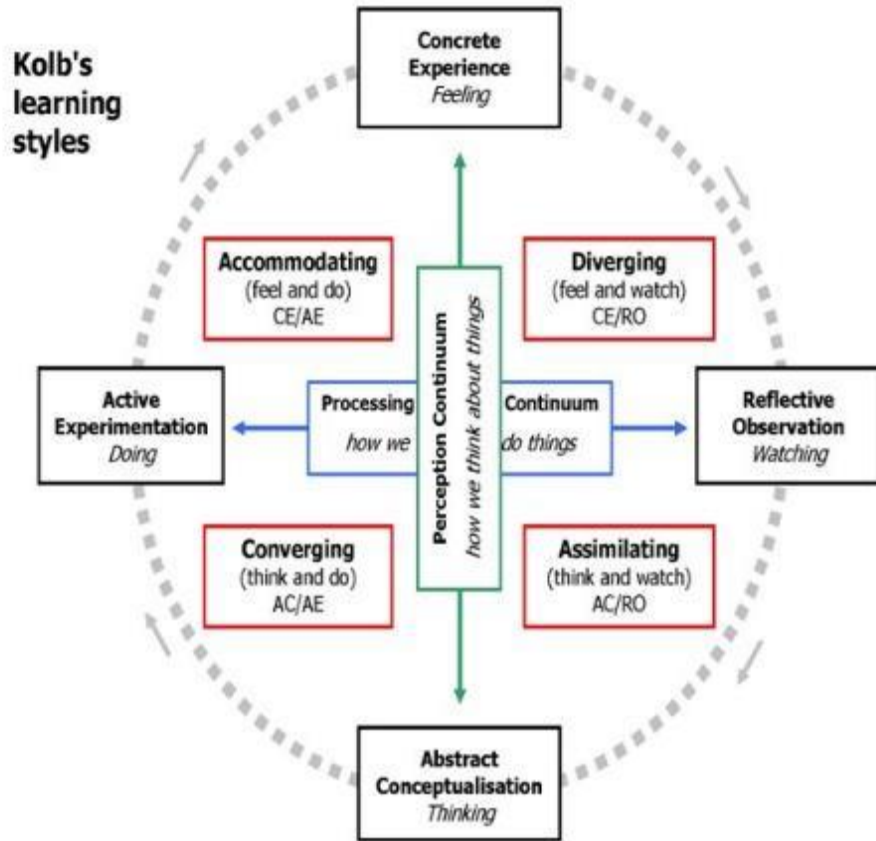 Kolb's
learning
styles
Concrete
Experience
Feeling
Accommodating
(feel and do)
CE/AE
Diverging
(feel and watch)
CE/RO
Active
Experimentation
Doing
Processing Continuum
how we do things
Perception Continuum
how we think about things
Reflective
Observation
Watching
Converging
(think and do)
AC/AE
Assimilating
(think and watch)
AC/RO
Abstract
Conceptualisation
Thinking